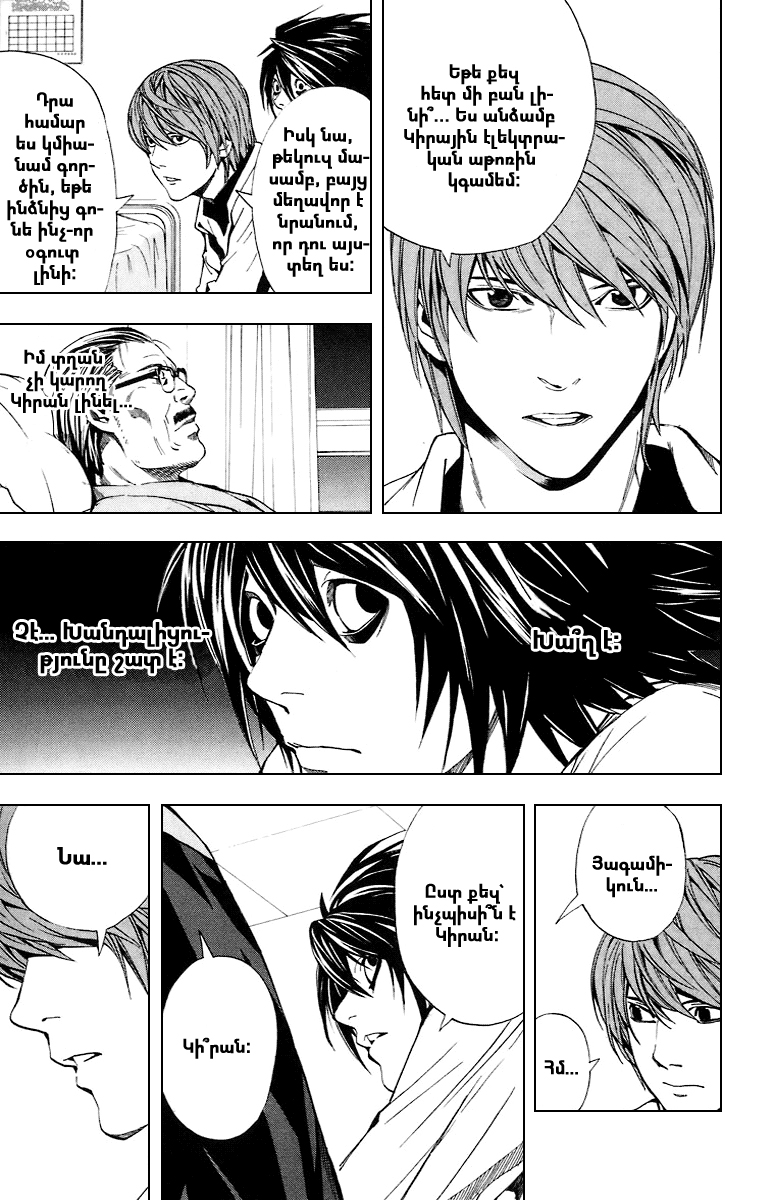 Եթե քեզ
հետ մի բան լի-
նի՞... Ես անձամբ
Կիրային էլեկտրա-
կան աթոռին
կգամեմ:
Իսկ նա,
թեկուզ մա-
սամբ, բայց
մեղավոր է
նրանում,
որ դու այս-
տեղ ես:
Դրա
համար
ես կմիա-
նամ գոր-
ծին, եթե
ինձնից գո-
նե ինչ-որ
օգուտ
լինի:
Իմ տղան
չի կարող
Կիրան լինել...
Խա՞ղ է:
Չէ... Խանդավիցու-
թյունը շատ է:
Յագամի-
կուն...
Հմ...
Ըստ քեզ՝
ինչպիսի՞ն է
Կիրան:
Կի՞րան:
Նա...